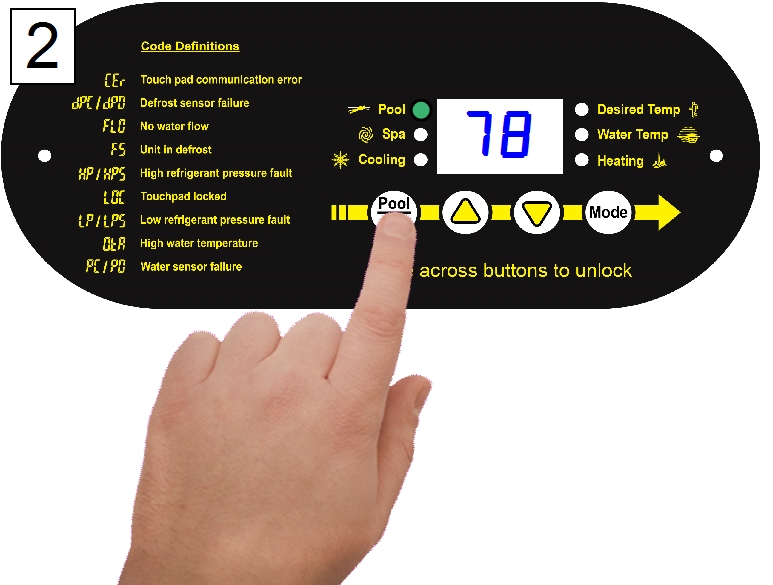 2
Code Definitions
CEr Touch pad communication error
dPC/dPO Defrost sensor failure
FLO No water flow
FS Unit in defrost
HP/HPS High refrigerant pressure fault
LOC Touchpad locked
LP/LPS Low refrigerant pressure fault
OtA High water temperature
PC/PO Water sensor failure
Pool
Spa
Cooling
78
Desired Temp
Water Temp
Heating
Pool
Mode
across buttons to unlock